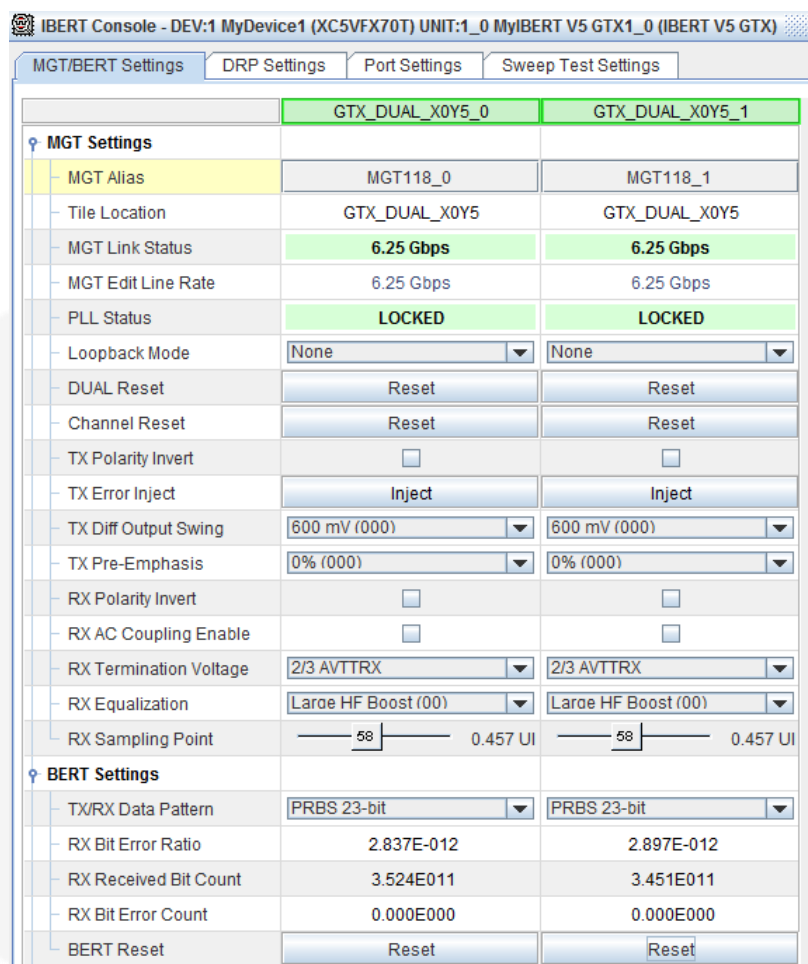 IBERT Console - DEV:1 MyDevice1 (XC5VFX70T) UNIT:1_0 MyIBERT V5 GTX1_0 (IBERT V5 GTX)
MGT/BERT Settings DRP Settings Port Settings Sweep Test Settings
GTX_DUAL_X0Y5_0 GTX_DUAL_X0Y5_1
MGT Settings
MGT Alias MGT118_0 MGT118_1
Tile Location GTX_DUAL_X0Y5 GTX_DUAL_X0Y5
MGT Link Status 6.25 Gbps 6.25 Gbps
MGT Edit Line Rate 6.25 Gbps 6.25 Gbps
PLL Status LOCKED LOCKED
Loopback Mode None None
DUAL Reset Reset Reset
Channel Reset Reset Reset
TX Polarity Invert
TX Error Inject Inject Inject
TX Diff Output Swing 600 mV (000) 600 mV (000)
TX Pre-Emphasis 0% (000) 0% (000)
RX Polarity Invert
RX AC Coupling Enable
RX Termination Voltage 2/3 AVTTRX 2/3 AVTTRX
RX Equalization Large HF Boost (00) Large HF Boost (00)
RX Sampling Point 58 0.457 UI 58 0.457 UI
BERT Settings
TX/RX Data Pattern PRBS 23-bit PRBS 23-bit
RX Bit Error Ratio 2.837E-012 2.897E-012
RX Received Bit Count 3.524E011 3.451E011
RX Bit Error Count 0.000E000 0.000E000
BERT Reset Reset Reset